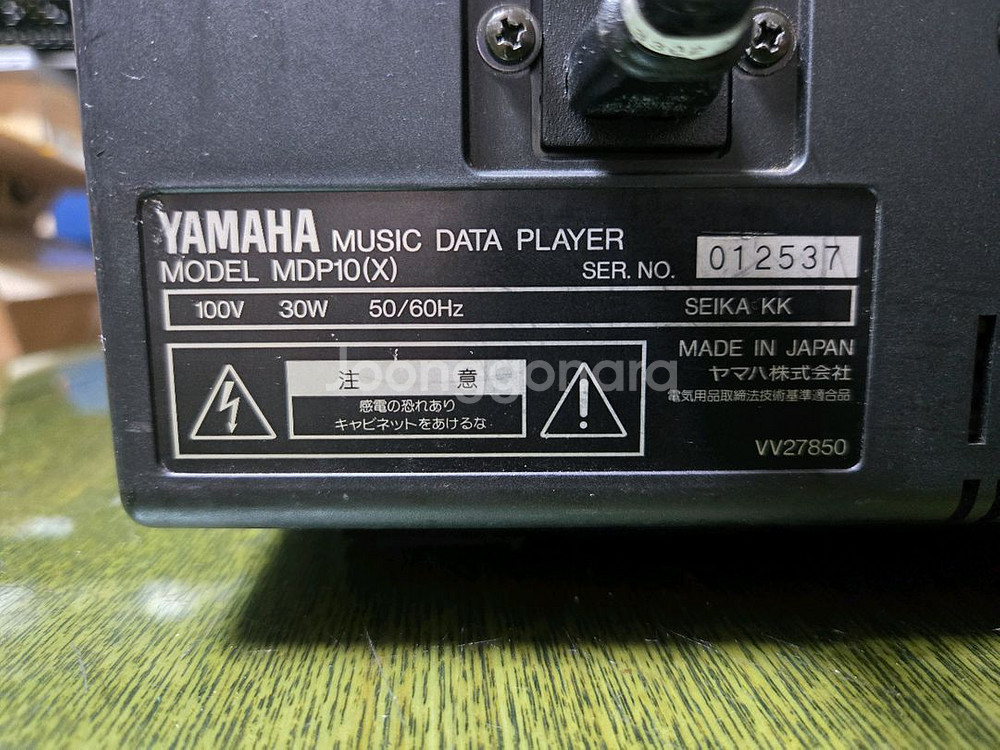 YAMAHA MUSIC DATA PLAYER
MODEL MDP10(X) SER. NO. 012537
100V 30W 50/60Hz SEIKA KK
MADE IN JAPAN
ヤマハ株式会社
電気用品取締法技術基準適合品
注 意
感電の恐れあり
キャビネットをあけるな
VV27850
Joonggonara